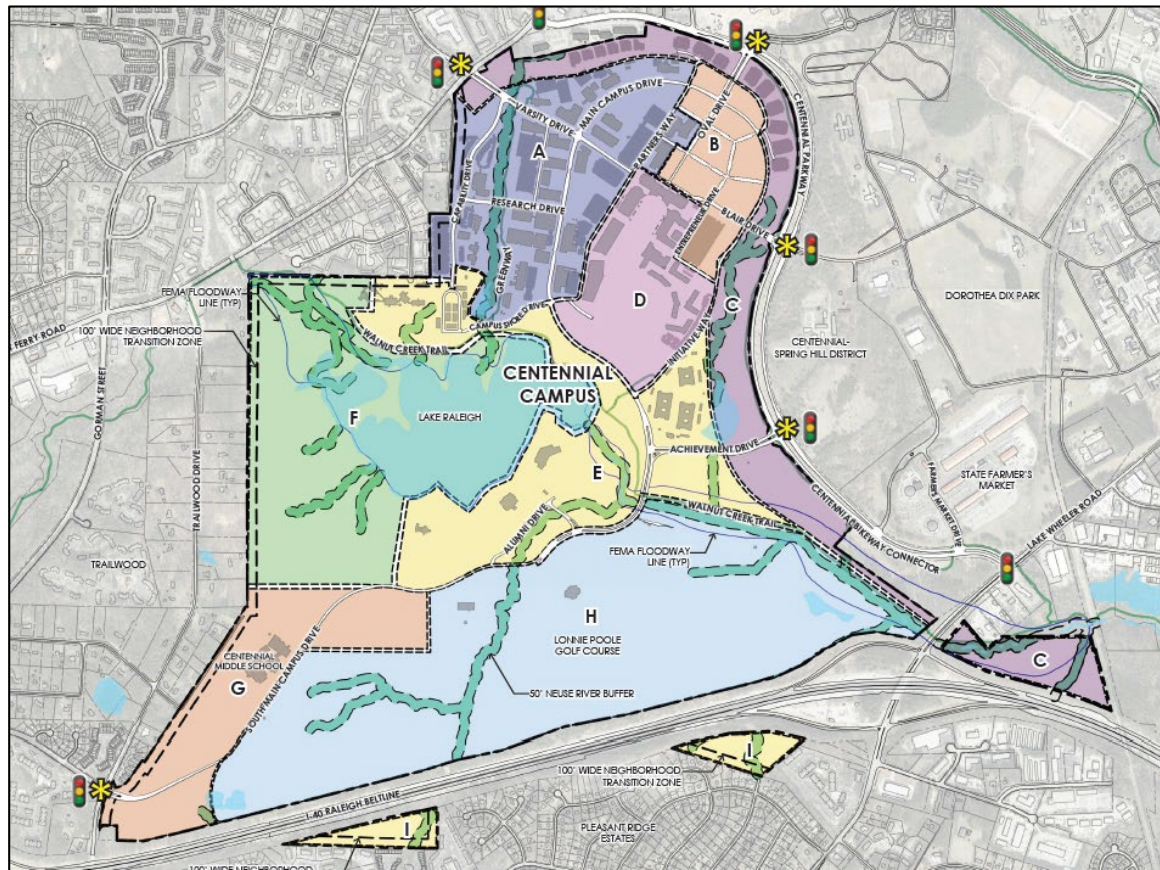 CENTENNIAL PARKWAY
VARSITY DRIVE
MAIN CAMPUS DRIVE
OVAL DRIVE
PARTNERS WAY
A
B
CAPABILITY DRIVE
RESEARCH DRIVE
BLAIR DRIVE
ENTREPRENEUR DRIVE
GREENWAY
FEMA FLOODWAY
LINE (TYP)
D
C
DOROTHEA DIX PARK
FERRY ROAD
100' WIDE NEIGHBORHOOD
TRANSITION ZONE
CAMPUS SHORE DRIVE
WALNUT CREEK TRAIL
INITIATIVE WAY
CENTENNIAL-
SPRING HILL DISTRICT
CENTENNIAL
CAMPUS
GORMAN STREET
F
LAKE RALEIGH
ACHIEVEMENT DRIVE
E
STATE FARMER'S
MARKET
FARMER'S MARKET DRIVE
LAKE WHEELER ROAD
TRAILWOOD DRIVE
WALNUT CREEK TRAIL
CENTENNIAL BIKEWAY CONNECTOR
ALUMNI DRIVE
FEMA FLOODWAY
LINE (TYP)
TRAILWOOD
H
LONNIE POOLE
GOLF COURSE
CENTENNIAL
MIDDLE SCHOOL
C
G
SOUTH MAIN CAMPUS DRIVE
50' NEUSE RIVER BUFFER
I
100' WIDE NEIGHBORHOOD
TRANSITION ZONE
I-40 RALEIGH BELTLINE
I
PLEASANT RIDGE
ESTATES
100' WIDE NEIGHBORHOOD